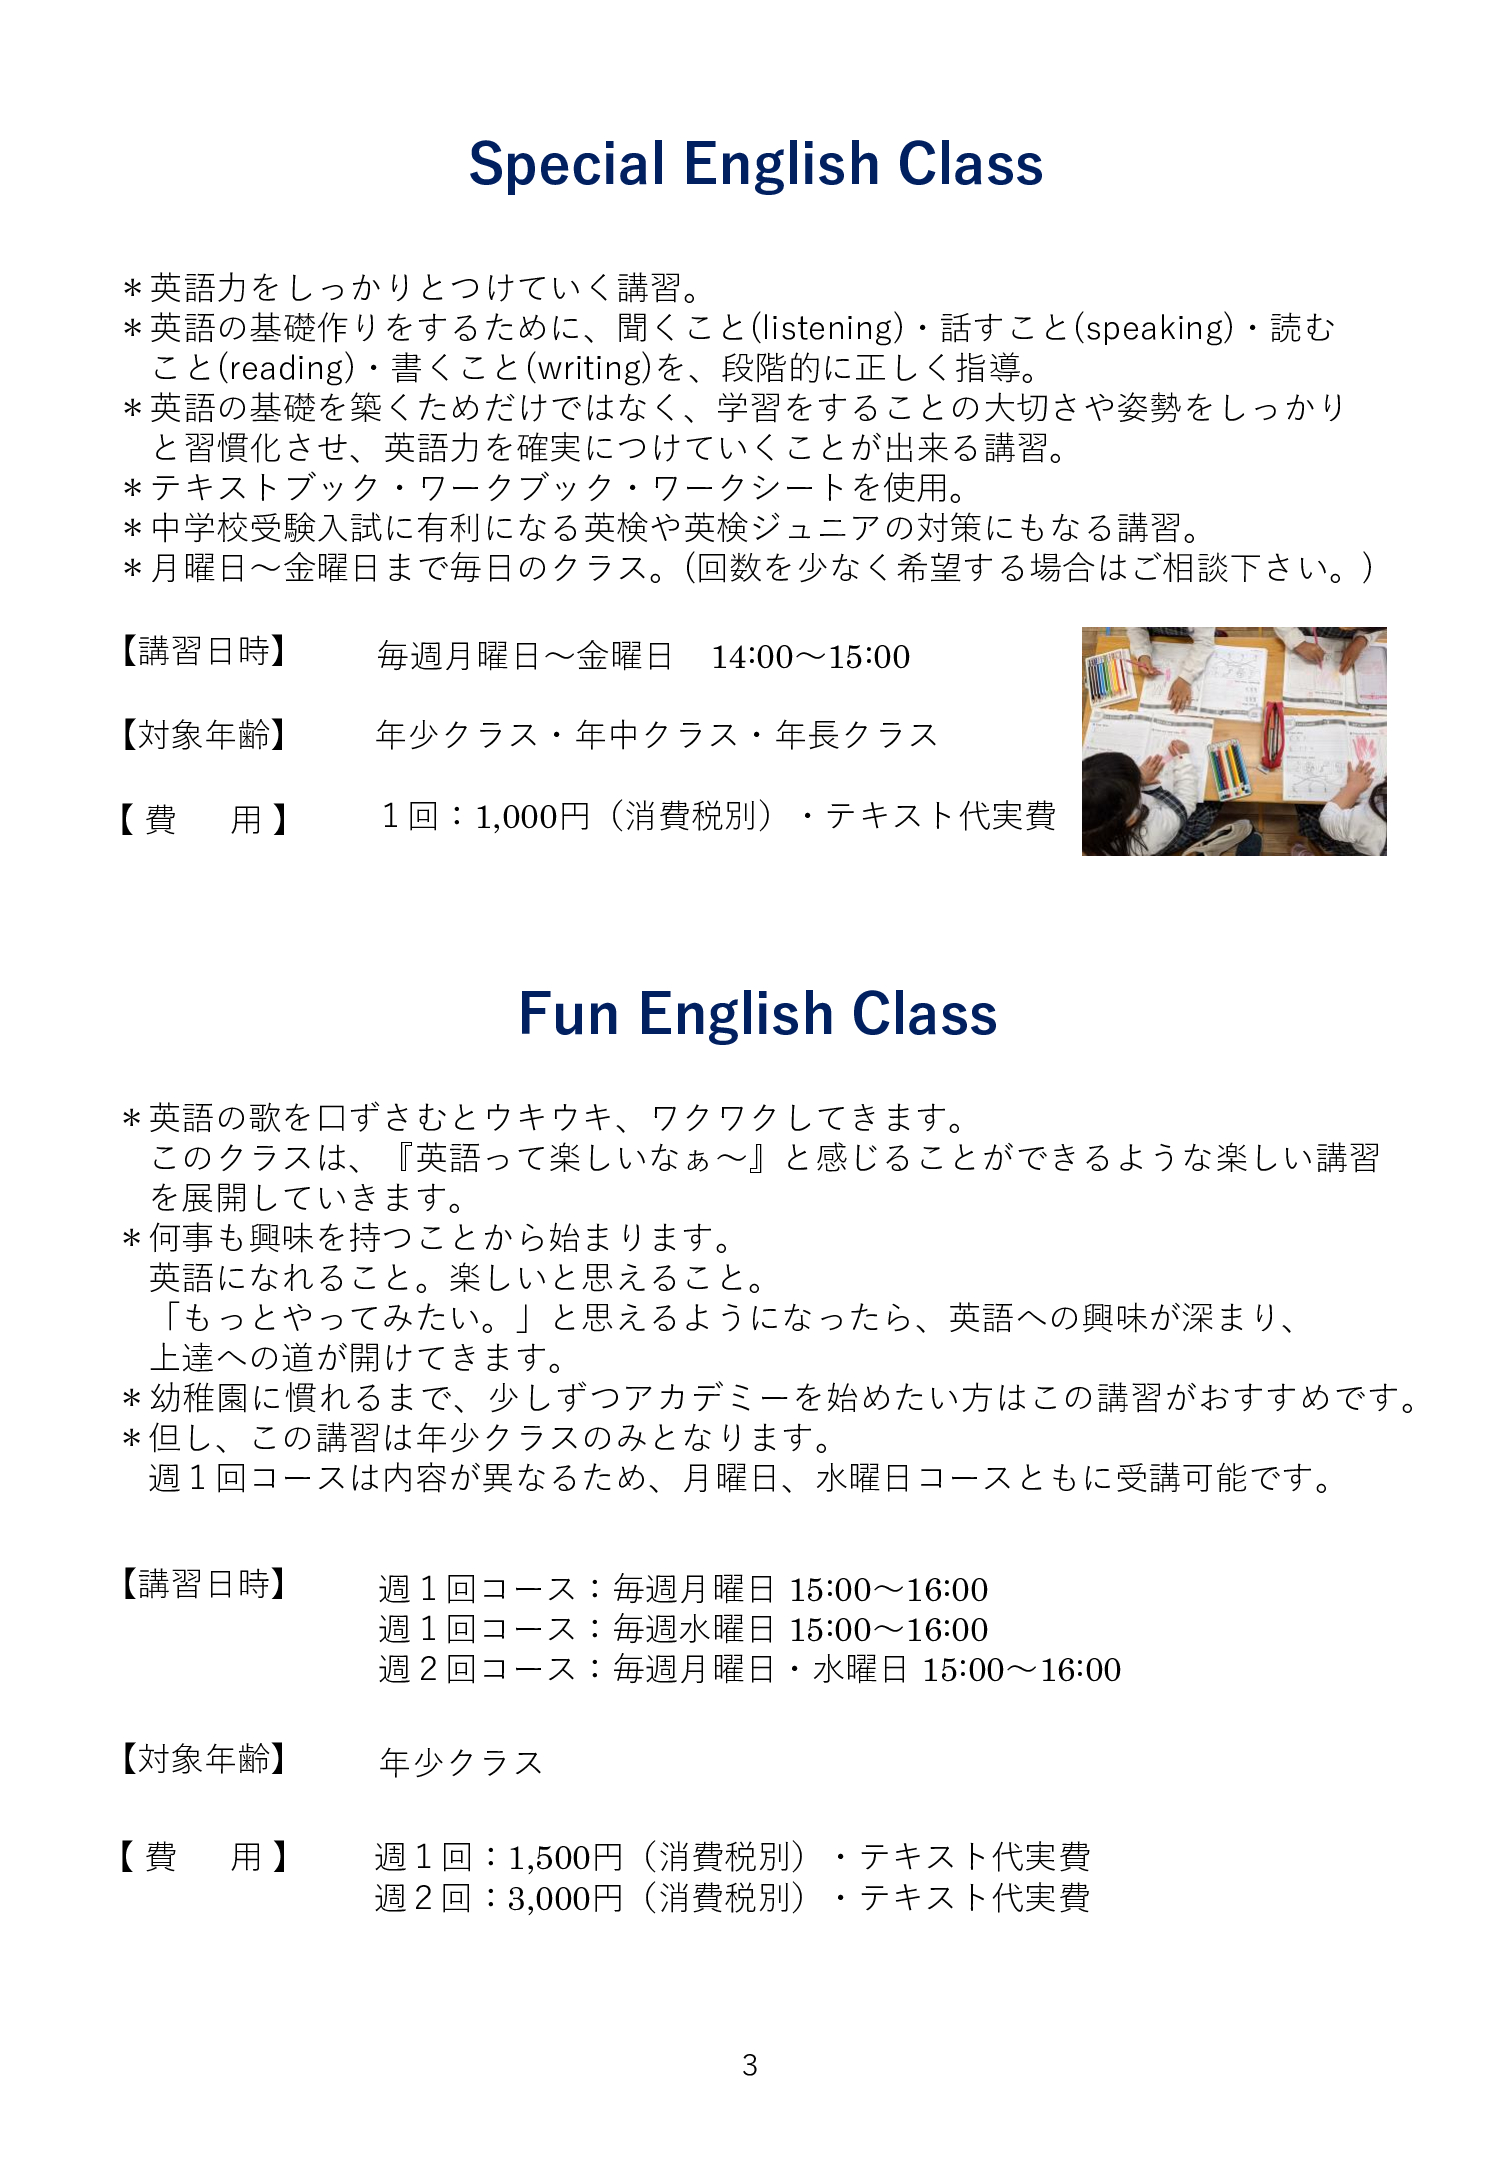 Special English Class
＊英語力をしっかりとつけていく講習。
＊英語の基礎作りをするために、聞くこと(listening)・話すこと(speaking)・読む
こと(reading)・書くこと(writing)を、段階的に正しく指導。
＊英語の基礎を築くためだけではなく、学習をすることの大切さや姿勢をしっかり
と習慣化させ、英語力を確実につけていくことが出来る講習。
＊テキストブック・ワークブック・ワークシートを使用。
＊中学校受験入試に有利になる英検や英検ジュニアの対策にもなる講習。
＊月曜日～金曜日まで毎日のクラス。(回数を少なく希望する場合はご相談下さい。)
【講習日時】 毎週月曜日～金曜日　14:00～15:00
【対象年齢】 年少クラス・年中クラス・年長クラス
【費　用】 １回：1,000円（消費税別）・テキスト代実費
Fun English Class
＊英語の歌を口ずさむとウキウキ、ワクワクしてきます。
このクラスは、『英語って楽しいなぁ～』と感じることができるような楽しい講習
を展開していきます。
＊何事も興味を持つことから始まります。
英語になれること。楽しいと思えること。
「もっとやってみたい。」と思えるようになったら、英語への興味が深まり、
上達への道が開けてきます。
＊幼稚園に慣れるまで、少しずつアカデミーを始めたい方はこの講習がおすすめです。
＊但し、この講習は年少クラスのみとなります。
週１回コースは内容が異なるため、月曜日、水曜日コースともに受講可能です。
【講習日時】 週１回コース：毎週月曜日 15:00～16:00
週１回コース：毎週水曜日 15:00～16:00
週２回コース：毎週月曜日・水曜日 15:00～16:00
【対象年齢】 年少クラス
【費　用】 週１回：1,500円（消費税別）・テキスト代実費
週２回：3,000円（消費税別）・テキスト代実費
3